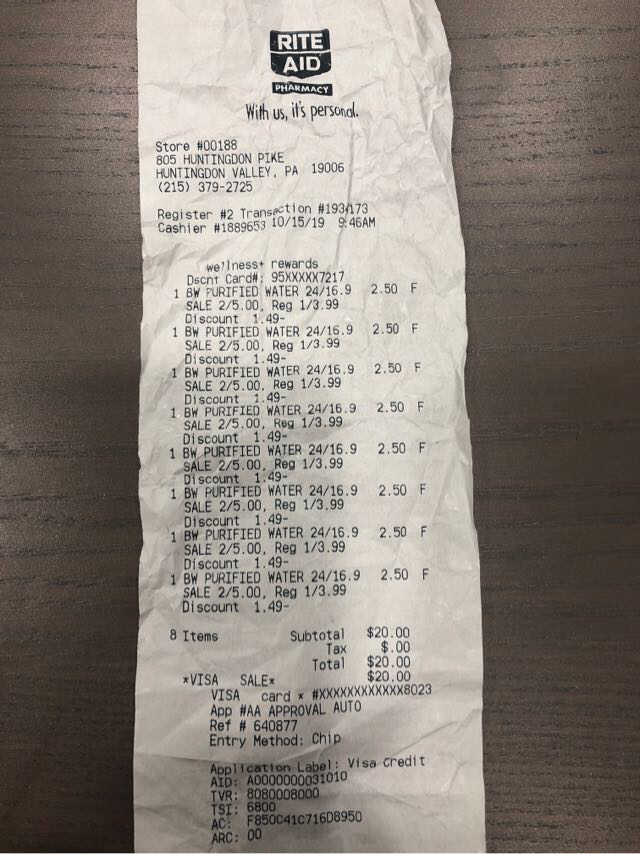 RITE
AID
PHARMACY
With us, it's personal.
Store #00188
805 HUNTINGDON PIKE
HUNTINGDON VALLEY, PA 19006
(215) 379-2725
Register #2 Transaction #193473
Cashier #1889653 10/15/19 9:46AM
wellness+ rewards
Dscnt Card#: 95XXXXX7217
1 BW PURIFIED WATER 24/16.9 2.50 F
SALE 2/5.00, Reg 1/3.99
Discount 1.49-
1 BW PURIFIED WATER 24/16.9 2.50 F
SALE 2/5.00, Reg 1/3.99
Discount 1.49-
1 BW PURIFIED WATER 24/16.9 2.50 F
SALE 2/5.00, Reg 1/3.99
Discount 1.49-
1 BW PURIFIED WATER 24/16.9 2.50 F
SALE 2/5.00, Reg 1/3.99
Discount 1.49-
1 BW PURIFIED WATER 24/16.9 2.50 F
SALE 2/5.00, Reg 1/3.99
Discount 1.49-
1 BW PURIFIED WATER 24/16.9 2.50 F
SALE 2/5.00, Reg 1/3.99
Discount 1.49-
1 BW PURIFIED WATER 24/16.9 2.50 F
SALE 2/5.00, Reg 1/3.99
Discount 1.49-
1 BW PURIFIED WATER 24/16.9 2.50 F
SALE 2/5.00, Reg 1/3.99
Discount 1.49-
8 Items Subtotal $20.00
Tax $.00
Total $20.00
*VISA SALE* $20.00
VISA card * #XXXXXXXXXXXX8023
App #AA APPROVAL AUTO
Ref # 640877
Entry Method: Chip
Application Label: Visa Credit
AID: A0000000031010
TVR: 8080008000
TSI: 6800
AC: F850C41C716D8950
ARC: 00